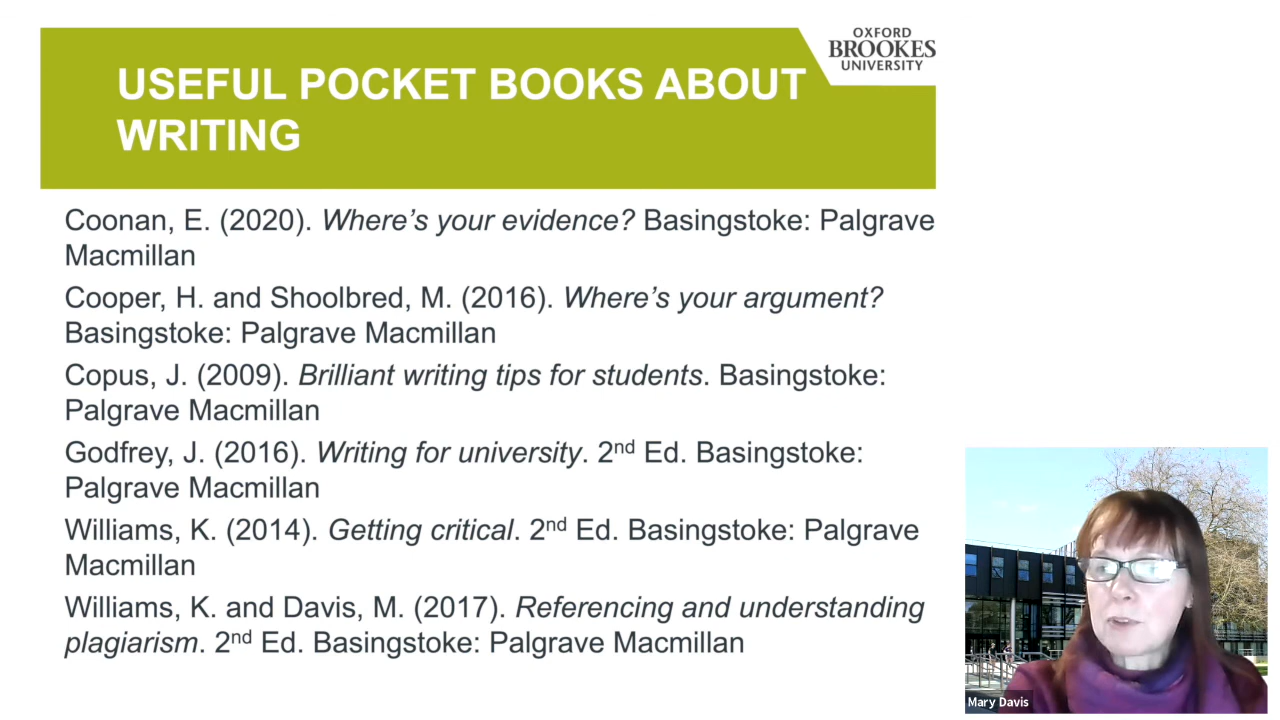 OXFORD
BROOKES
UNIVERSITY
USEFUL POCKET BOOKS ABOUT
WRITING
Coonan, E. (2020). Where’s your evidence? Basingstoke: Palgrave
Macmillan
Cooper, H. and Shoolbred, M. (2016). Where’s your argument?
Basingstoke: Palgrave Macmillan
Copus, J. (2009). Brilliant writing tips for students. Basingstoke:
Palgrave Macmillan
Godfrey, J. (2016). Writing for university. 2nd Ed. Basingstoke:
Palgrave Macmillan
Williams, K. (2014). Getting critical. 2nd Ed. Basingstoke: Palgrave
Macmillan
Williams, K. and Davis, M. (2017). Referencing and understanding
plagiarism. 2nd Ed. Basingstoke: Palgrave Macmillan
Mary Davis